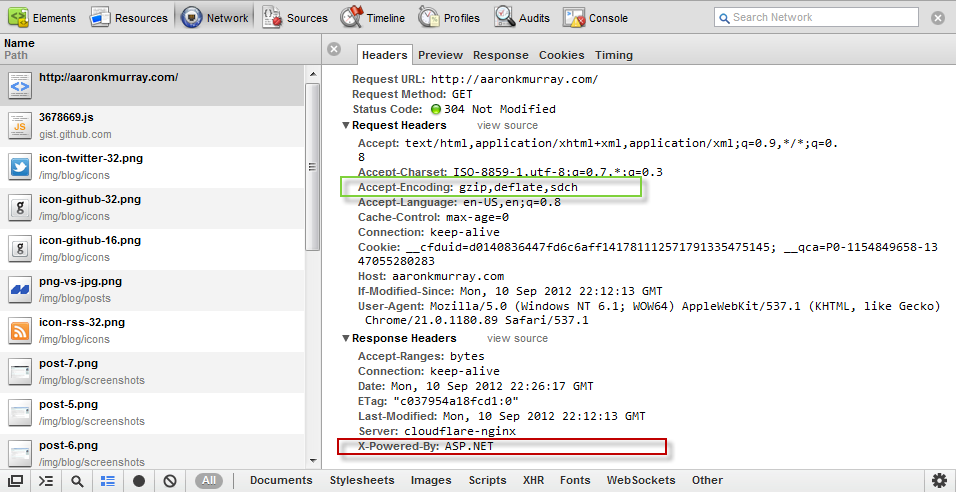 Elements Resources Network Sources Timeline Profiles Audits Console Search Network
Name
Path
http://aaronkmurray.com/
3678669.js
gist.github.com
icon-twitter-32.png
/img/blog/icons
icon-github-32.png
/img/blog/icons
icon-github-16.png
/img/blog/icons
png-vs-jpg.png
/img/blog/posts
icon-rss-32.png
/img/blog/icons
post-7.png
/img/blog/screenshots
post-5.png
/img/blog/screenshots
post-6.png
/img/blog/screenshots
Headers Preview Response Cookies Timing
Request URL: http://aaronkmurray.com/
Request Method: GET
Status Code: 304 Not Modified
Request Headers view source
Accept: text/html,application/xhtml+xml,application/xml;q=0.9,*/*;q=0.
8
Accept-Charset: ISO-8859-1,utf-8;q=0.7,*;q=0.3
Accept-Encoding: gzip,deflate,sdch
Accept-Language: en-US,en;q=0.8
Cache-Control: max-age=0
Connection: keep-alive
Cookie: __cfduid=d0140836447fd6c6aff141781112571791335475145; __qca=P0-1154849658-13
47055280283
Host: aaronkmurray.com
If-Modified-Since: Mon, 10 Sep 2012 22:12:13 GMT
User-Agent: Mozilla/5.0 (Windows NT 6.1; WOW64) AppleWebKit/537.1 (KHTML, like Gecko)
Chrome/21.0.1180.89 Safari/537.1
Response Headers view source
Accept-Ranges: bytes
Connection: keep-alive
Date: Mon, 10 Sep 2012 22:26:17 GMT
ETag: "c037954a18fcd1:0"
Last-Modified: Mon, 10 Sep 2012 22:12:13 GMT
Server: cloudflare-nginx
X-Powered-By: ASP.NET
All Documents Stylesheets Images Scripts XHR Fonts WebSockets Other